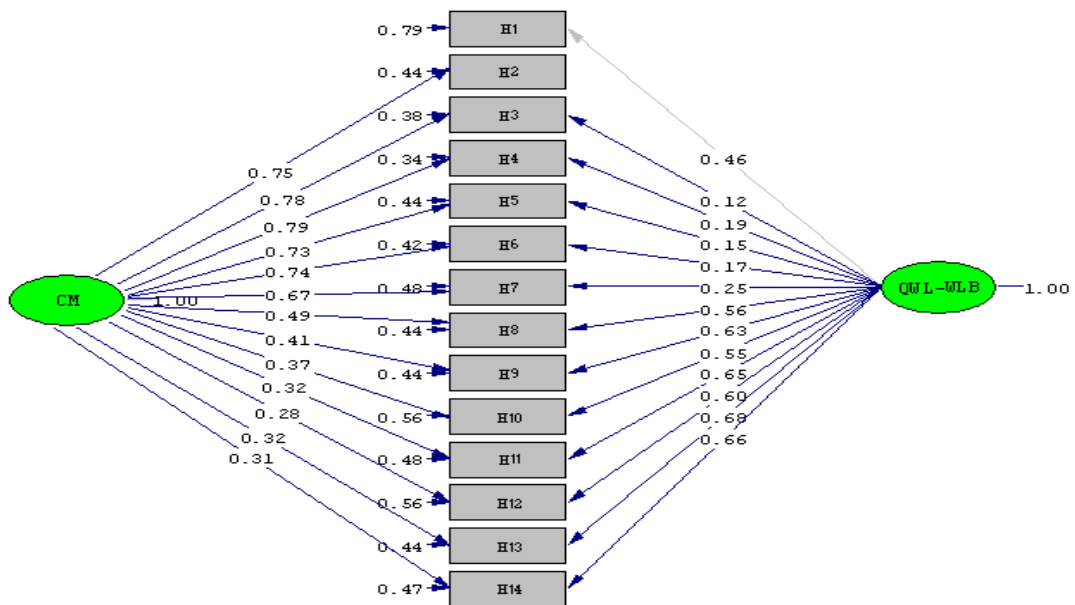 0.79 H1
0.44 H2
0.38 H3
0.34 H4 0.46
0.75
0.78 0.44 H5 0.12
0.79 0.19
0.73 0.42 H6 0.15
0.74 0.17
CM 1.00 0.67 0.48 H7 0.25 QWL-WLB 1.00
0.49 0.56
0.41 0.44 H8 0.63
0.37 0.55
0.32 0.44 H9 0.65
0.28 0.60
0.32 0.56 H10 0.68
0.31 0.66
0.48 H11
0.56 H12
0.44 H13
0.47 H14